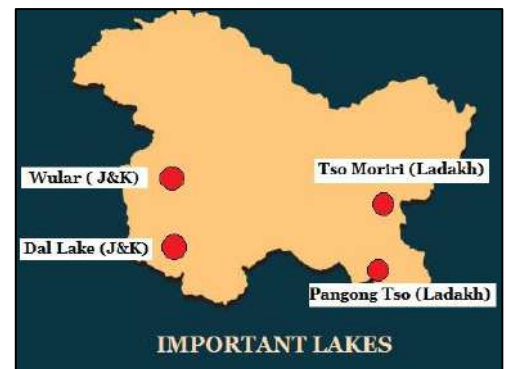 Wular ( J&K)
Tso Moriri (Ladakh)
Dal Lake (J&K)
Pangong Tso (Ladakh)
IMPORTANT LAKES